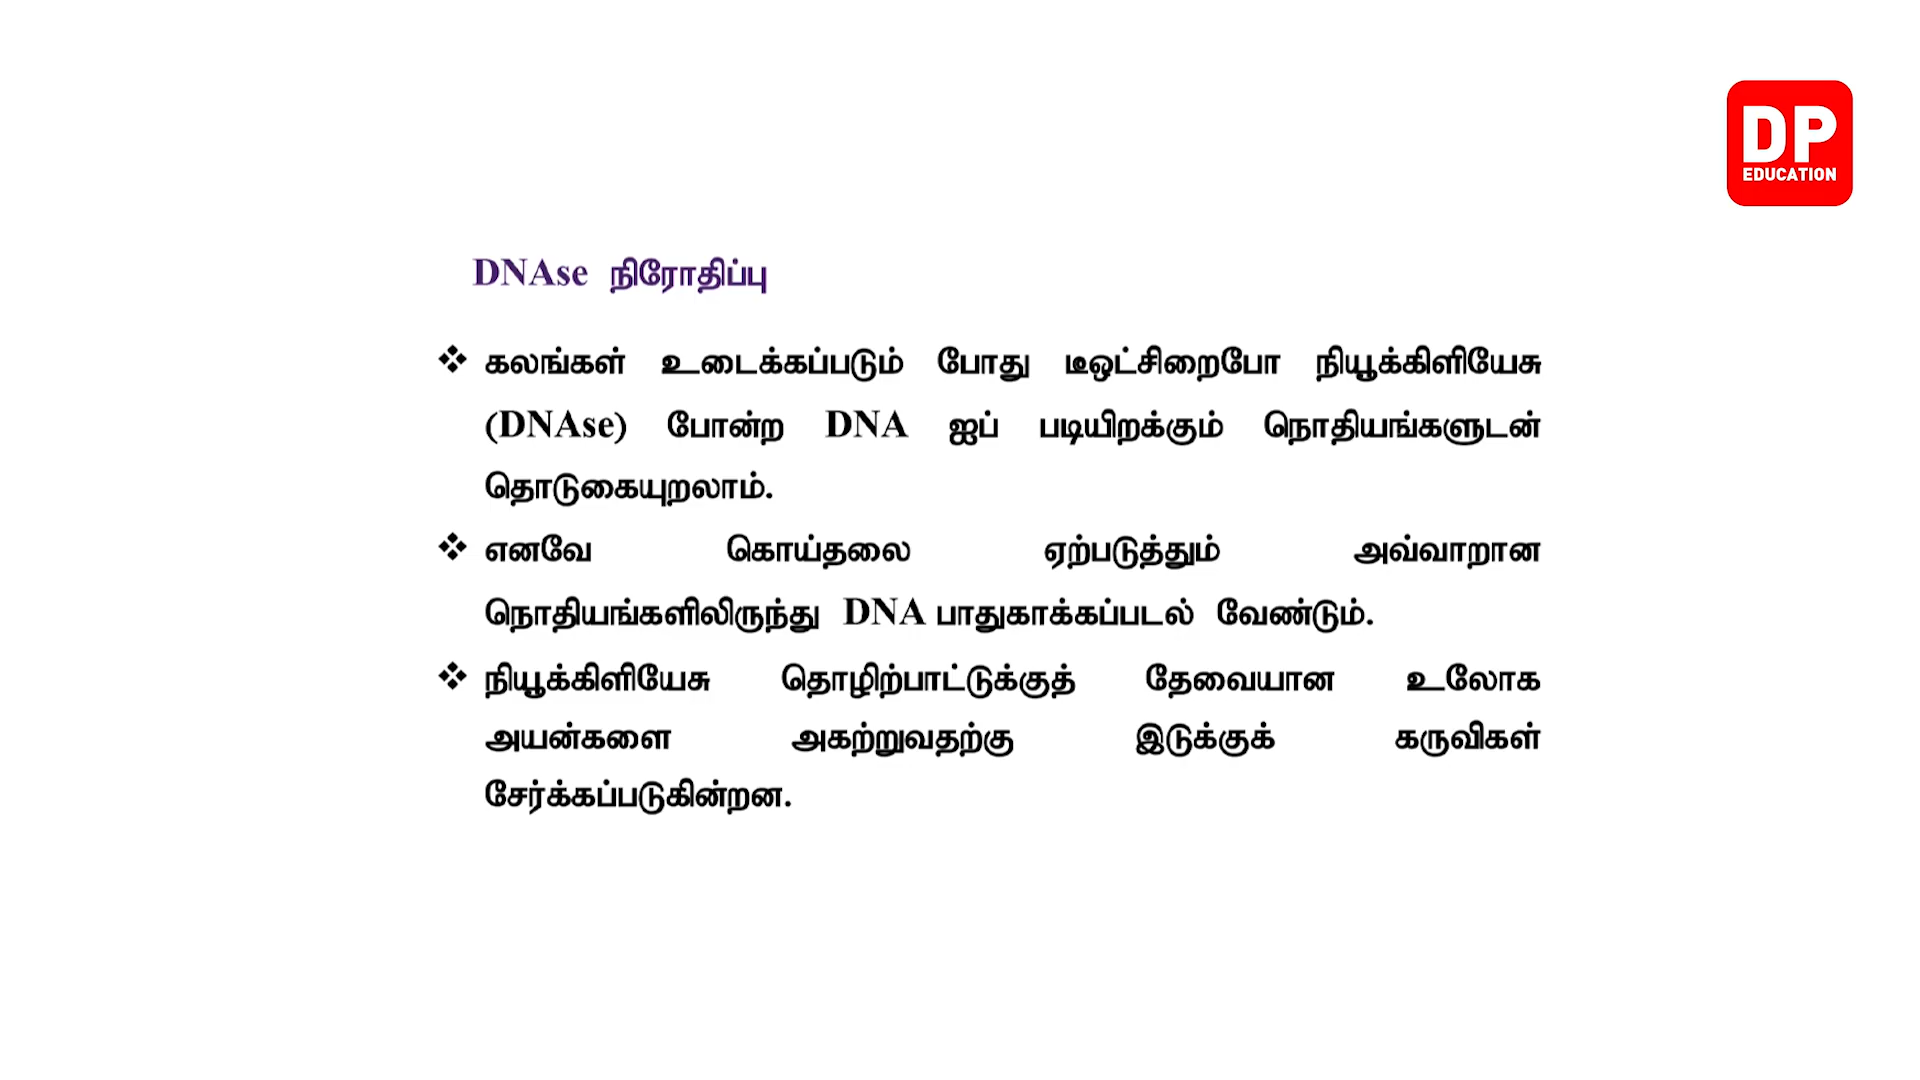 DP
EDUCATION
DNAse நிரோதிப்பு
❖ கலங்கள் உடைக்கப்படும் போது டீஒட்சிறைபோ நியூக்கிளியேசு
(DNAse) போன்ற DNA ஐப் படியிறக்கும் நொதியங்களுடன்
தொடுகையுறலாம்.
❖ எனவே கொய்தலை ஏற்படுத்தும் அவ்வாறான
நொதியங்களிலிருந்து DNA பாதுகாக்கப்படல் வேண்டும்.
❖ நியூக்கிளியேசு தொழிற்பாட்டுக்குத் தேவையான உலோக
அயன்களை அகற்றுவதற்கு இடுக்குக் கருவிகள்
சேர்க்கப்படுகின்றன.